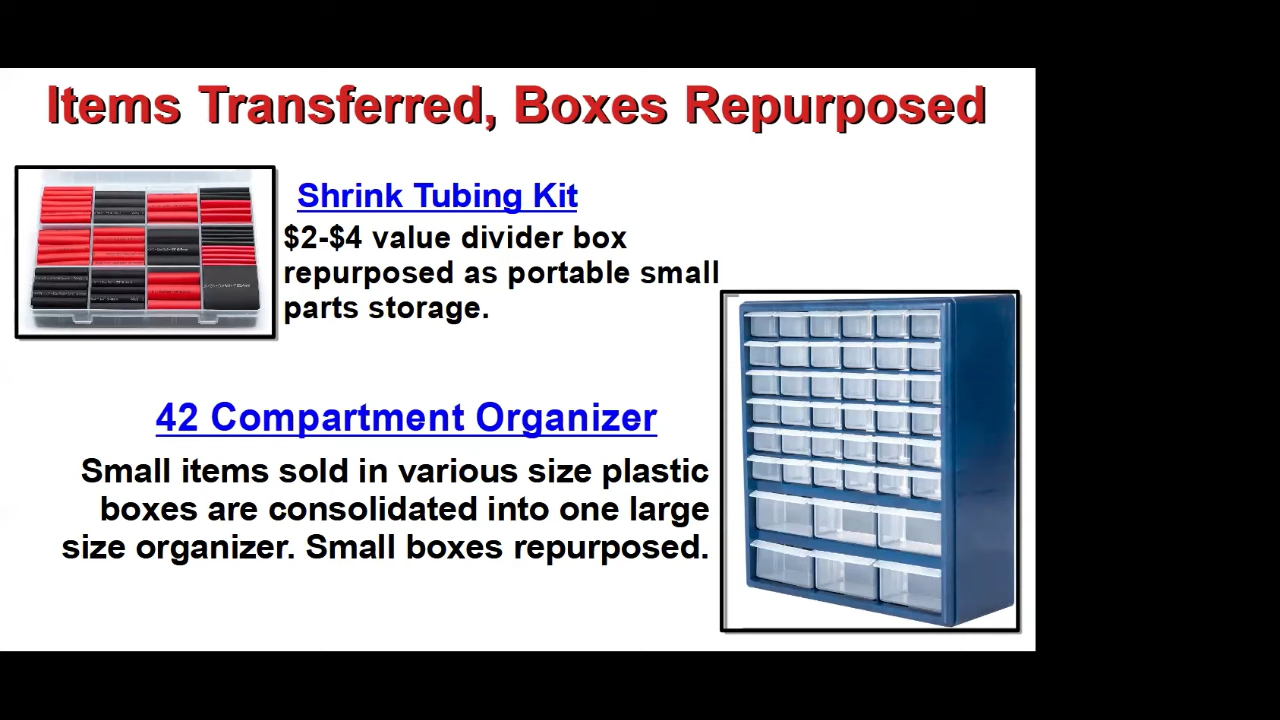 Items Transferred, Boxes Repurposed
Shrink Tubing Kit
$2-$4 value divider box
repurposed as portable small
parts storage.
42 Compartment Organizer
Small items sold in various size plastic
boxes are consolidated into one large
size organizer. Small boxes repurposed.